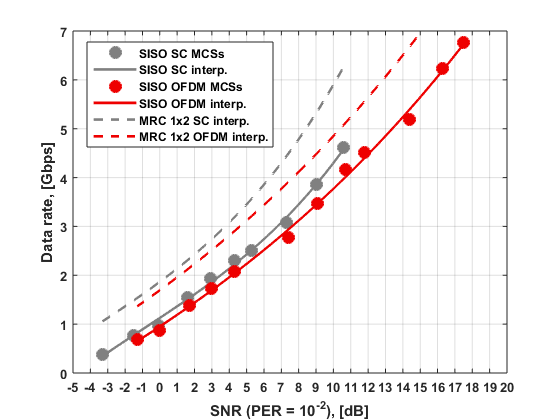 7
6
5
4
3
2
1
0
Data rate, [Gbps]
SISO SC MCSs
SISO SC interp.
SISO OFDM MCSs
SISO OFDM interp.
MRC 1x2 SC interp.
MRC 1x2 OFDM interp.
-5 -4 -3 -2 -1 0 1 2 3 4 5 6 7 8 9 10 11 12 13 14 15 16 17 18 19 20
SNR (PER = 10^-2), [dB]